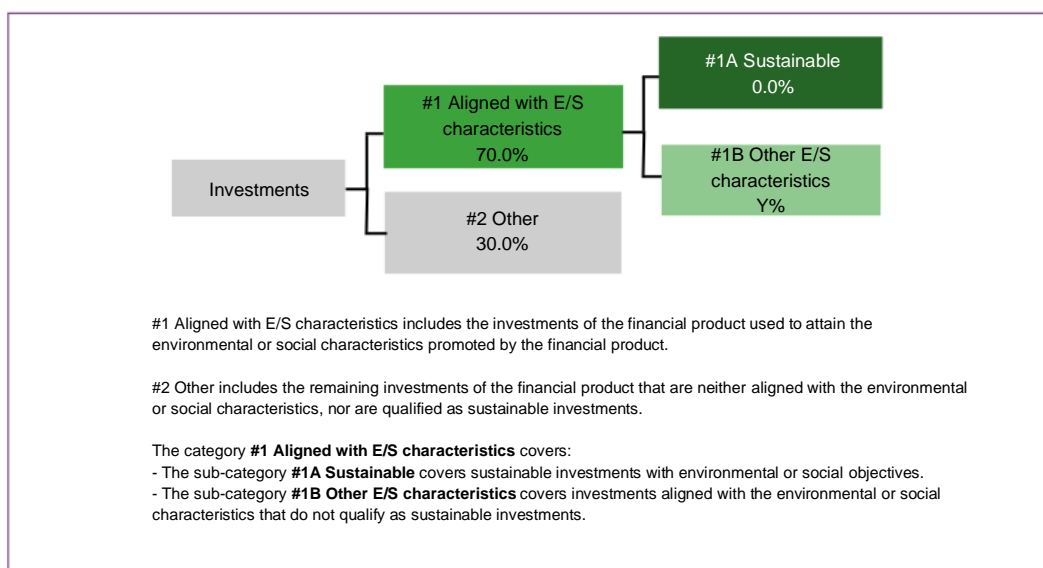 #1A Sustainable
0.0%
#1 Aligned with E/S
characteristics
70.0%
#1B Other E/S
characteristics
Y%
Investments
#2 Other
30.0%
#1 Aligned with E/S characteristics includes the investments of the financial product used to attain the
environmental or social characteristics promoted by the financial product.
#2 Other includes the remaining investments of the financial product that are neither aligned with the environmental
or social characteristics, nor are qualified as sustainable investments.
The category #1 Aligned with E/S characteristics covers:
- The sub-category #1A Sustainable covers sustainable investments with environmental or social objectives.
- The sub-category #1B Other E/S characteristics covers investments aligned with the environmental or social
characteristics that do not qualify as sustainable investments.